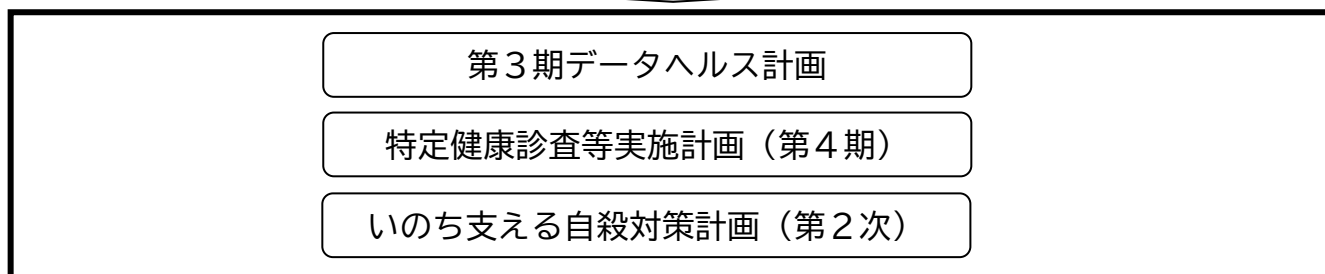 第３期データヘルス計画
特定健康診査等実施計画（第４期）
いのち支える自殺対策計画（第２次）